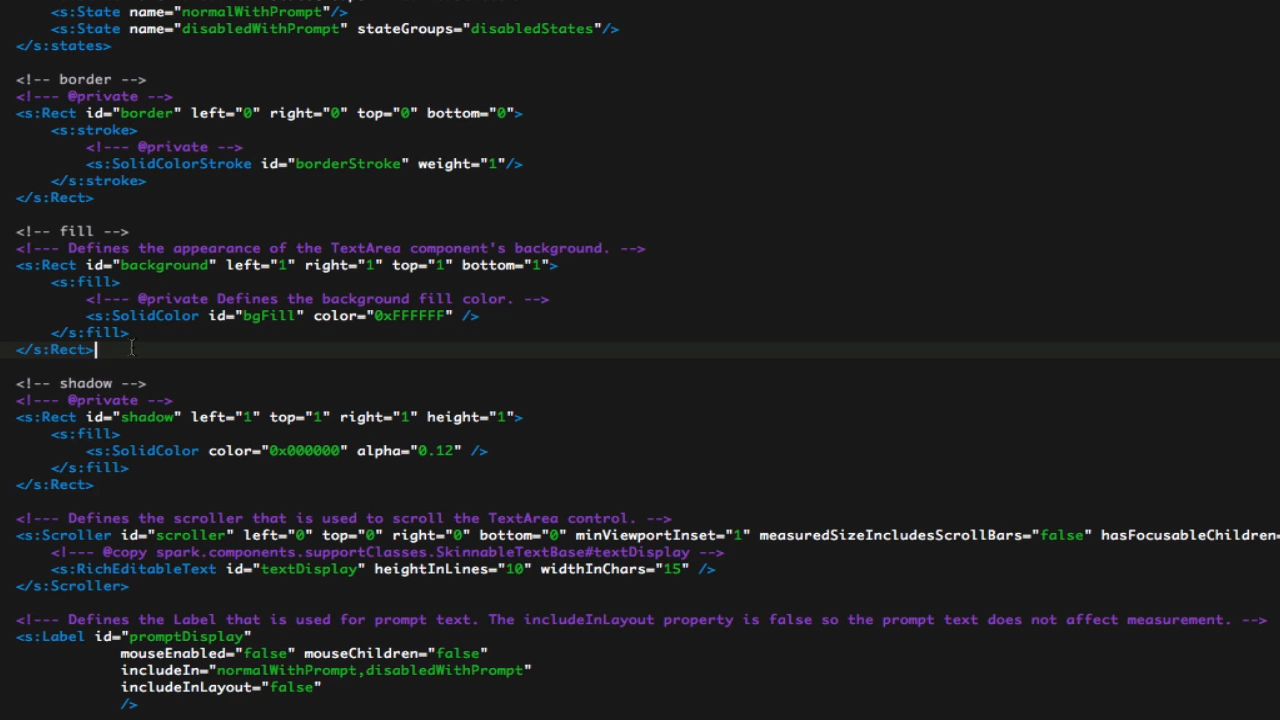 <s:State name="normalWithPrompt"/>
<s:State name="disabledWithPrompt" stateGroups="disabledStates"/>
</s:states>
<!-- border -->
<!--- @private -->
<s:Rect id="border" left="0" right="0" top="0" bottom="0">
<s:stroke>
<!--- @private -->
<s:SolidColorStroke id="borderStroke" weight="1"/>
</s:stroke>
</s:Rect>
<!-- fill -->
<!--- Defines the appearance of the TextArea component's background. -->
<s:Rect id="background" left="1" right="1" top="1" bottom="1">
<s:fill>
<!--- @private Defines the background fill color. -->
<s:SolidColor id="bgFill" color="0xFFFFFF" />
</s:fill>
</s:Rect>
<!-- shadow -->
<!--- @private -->
<s:Rect id="shadow" left="1" top="1" right="1" height="1">
<s:fill>
<s:SolidColor color="0x000000" alpha="0.12" />
</s:fill>
</s:Rect>
<!--- Defines the scroller that is used to scroll the TextArea control. -->
<s:Scroller id="scroller" left="0" top="0" right="0" bottom="0" minViewportInset="1" measuredSizeIncludesScrollBars="false" hasFocusableChildren=
<!--- @copy spark.components.supportClasses.SkinnableTextBase#textDisplay -->
<s:RichEditableText id="textDisplay" heightInLines="10" widthInChars="15" />
</s:Scroller>
<!--- Defines the Label that is used for prompt text. The includeInLayout property is false so the prompt text does not affect measurement. -->
<s:Label id="promptDisplay"
mouseEnabled="false" mouseChildren="false"
includeIn="normalWithPrompt,disabledWithPrompt"
includeInLayout="false"
/>